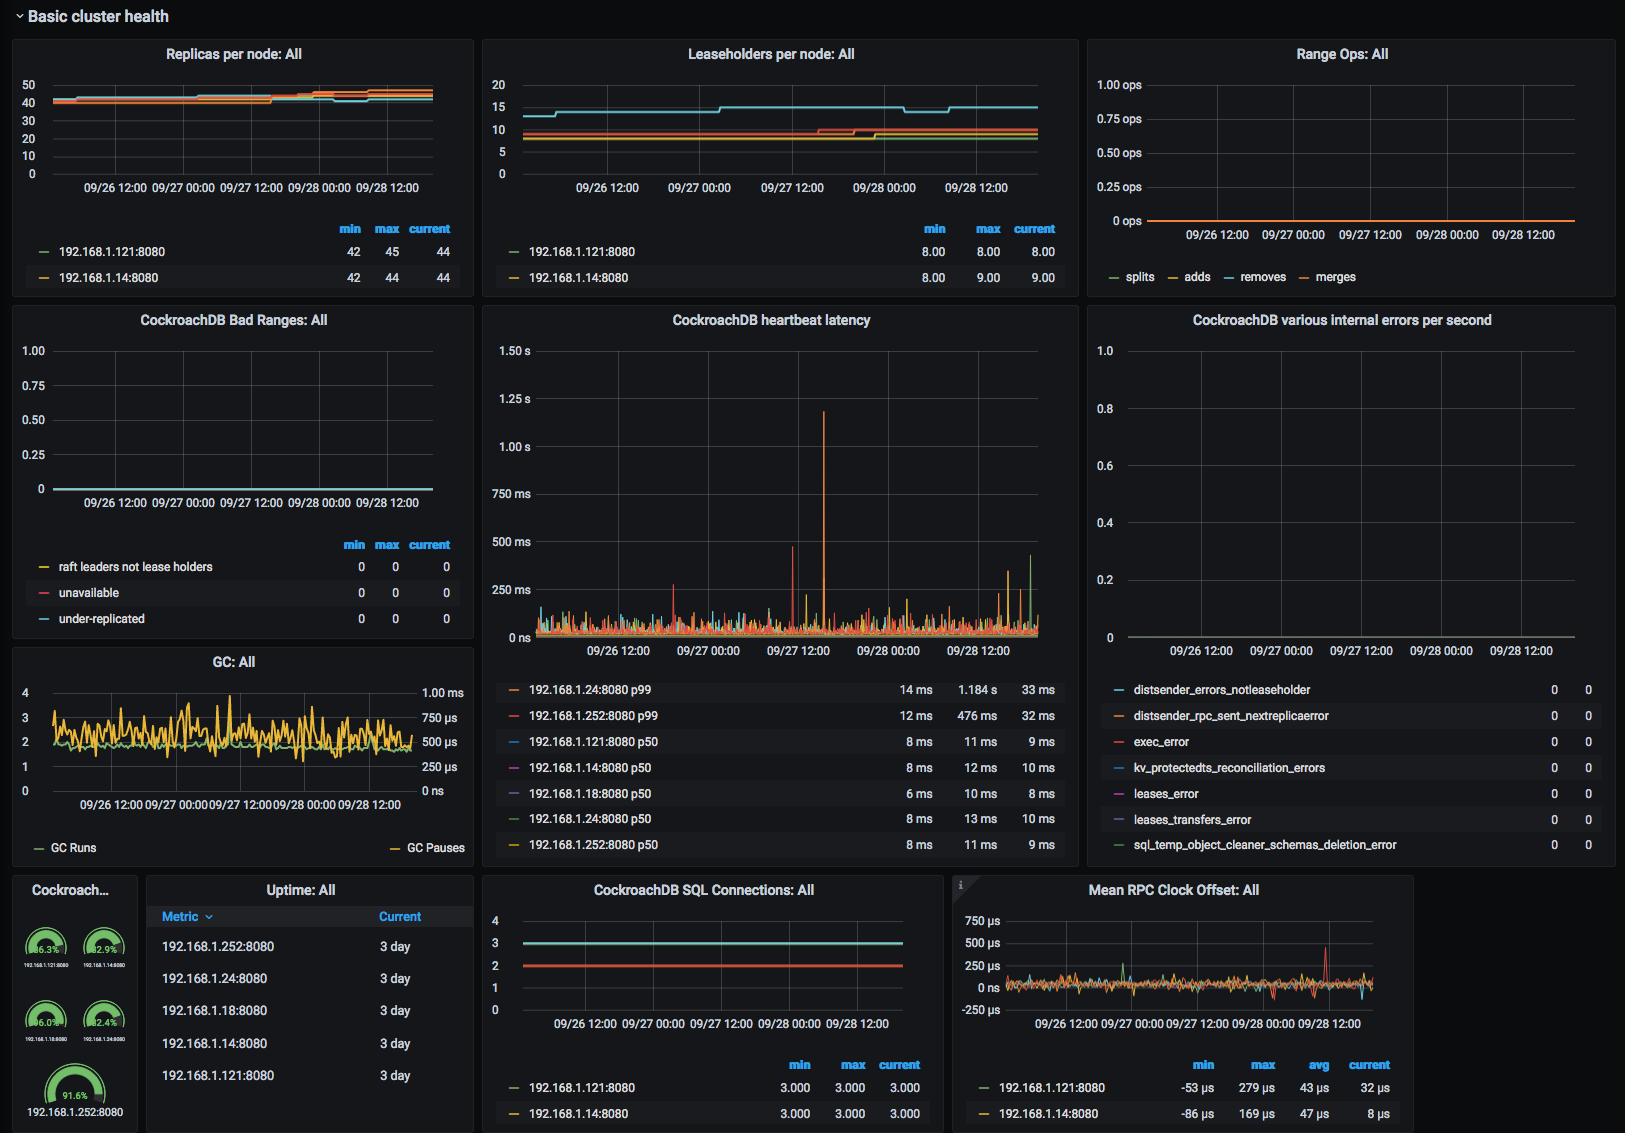 Basic cluster health
Replicas per node: All
50
40
30
20
10
0
09/26 12:00 09/27 00:00 09/27 12:00 09/28 00:00 09/28 12:00
min max current
192.168.1.121:8080 42 45 44
192.168.1.14:8080 42 44 44
Leaseholders per node: All
20
15
10
5
0
09/26 12:00 09/27 00:00 09/27 12:00 09/28 00:00 09/28 12:00
min max current
192.168.1.121:8080 8.00 8.00 8.00
192.168.1.14:8080 8.00 9.00 9.00
Range Ops: All
1.00 ops
0.75 ops
0.50 ops
0.25 ops
0 ops
09/26 12:00 09/27 00:00 09/27 12:00 09/28 00:00 09/28 12:00
splits adds removes merges
CockroachDB Bad Ranges: All
1.00
0.75
0.50
0.25
0
09/26 12:00 09/27 00:00 09/27 12:00 09/28 00:00 09/28 12:00
min max current
raft leaders not lease holders 0 0 0
unavailable 0 0 0
under-replicated 0 0 0
CockroachDB heartbeat latency
1.50 s
1.25 s
1.00 s
750 ms
500 ms
250 ms
0 ns
09/26 12:00 09/27 00:00 09/27 12:00 09/28 00:00 09/28 12:00
192.168.1.24:8080 p99 14 ms 1.184 s 33 ms
192.168.1.252:8080 p99 12 ms 476 ms 32 ms
192.168.1.121:8080 p50 8 ms 11 ms 9 ms
192.168.1.14:8080 p50 8 ms 12 ms 10 ms
192.168.1.18:8080 p50 6 ms 10 ms 8 ms
192.168.1.24:8080 p50 8 ms 13 ms 10 ms
192.168.1.252:8080 p50 8 ms 11 ms 9 ms
CockroachDB various internal errors per second
1.0
0.8
0.6
0.4
0.2
0
09/26 12:00 09/27 00:00 09/27 12:00 09/28 00:00 09/28 12:00
distsender_errors_notleaseholder 0 0
distsender_rpc_sent_nextreplicaerror 0 0
exec_error 0 0
kv_protectedts_reconciliation_errors 0 0
leases_error 0 0
leases_transfers_error 0 0
sql_temp_object_cleaner_schemas_deletion_error 0 0
GC: All
4
3
2
1
0
1.00 ms
750 µs
500 µs
250 µs
0 ns
09/26 12:00 09/27 00:00 09/27 12:00 09/28 00:00 09/28 12:00
GC Runs GC Pauses
Cockroach...
192.168.1.121:8080 192.168.1.14:8080
192.168.1.18:8080 192.168.1.24:8080
91.6%
192.168.1.252:8080
Uptime: All
Metric Current
192.168.1.252:8080 3 day
192.168.1.24:8080 3 day
192.168.1.18:8080 3 day
192.168.1.14:8080 3 day
192.168.1.121:8080 3 day
CockroachDB SQL Connections: All
4
3
2
1
0
09/26 12:00 09/27 00:00 09/27 12:00 09/28 00:00 09/28 12:00
min max current
192.168.1.121:8080 3.000 3.000 3.000
192.168.1.14:8080 3.000 3.000 3.000
i
Mean RPC Clock Offset: All
750 µs
500 µs
250 µs
0 ns
-250 µs
09/26 12:00 09/27 00:00 09/27 12:00 09/28 00:00 09/28 12:00
min max avg current
192.168.1.121:8080 -53 µs 279 µs 43 µs 32 µs
192.168.1.14:8080 -86 µs 169 µs 47 µs 8 µs